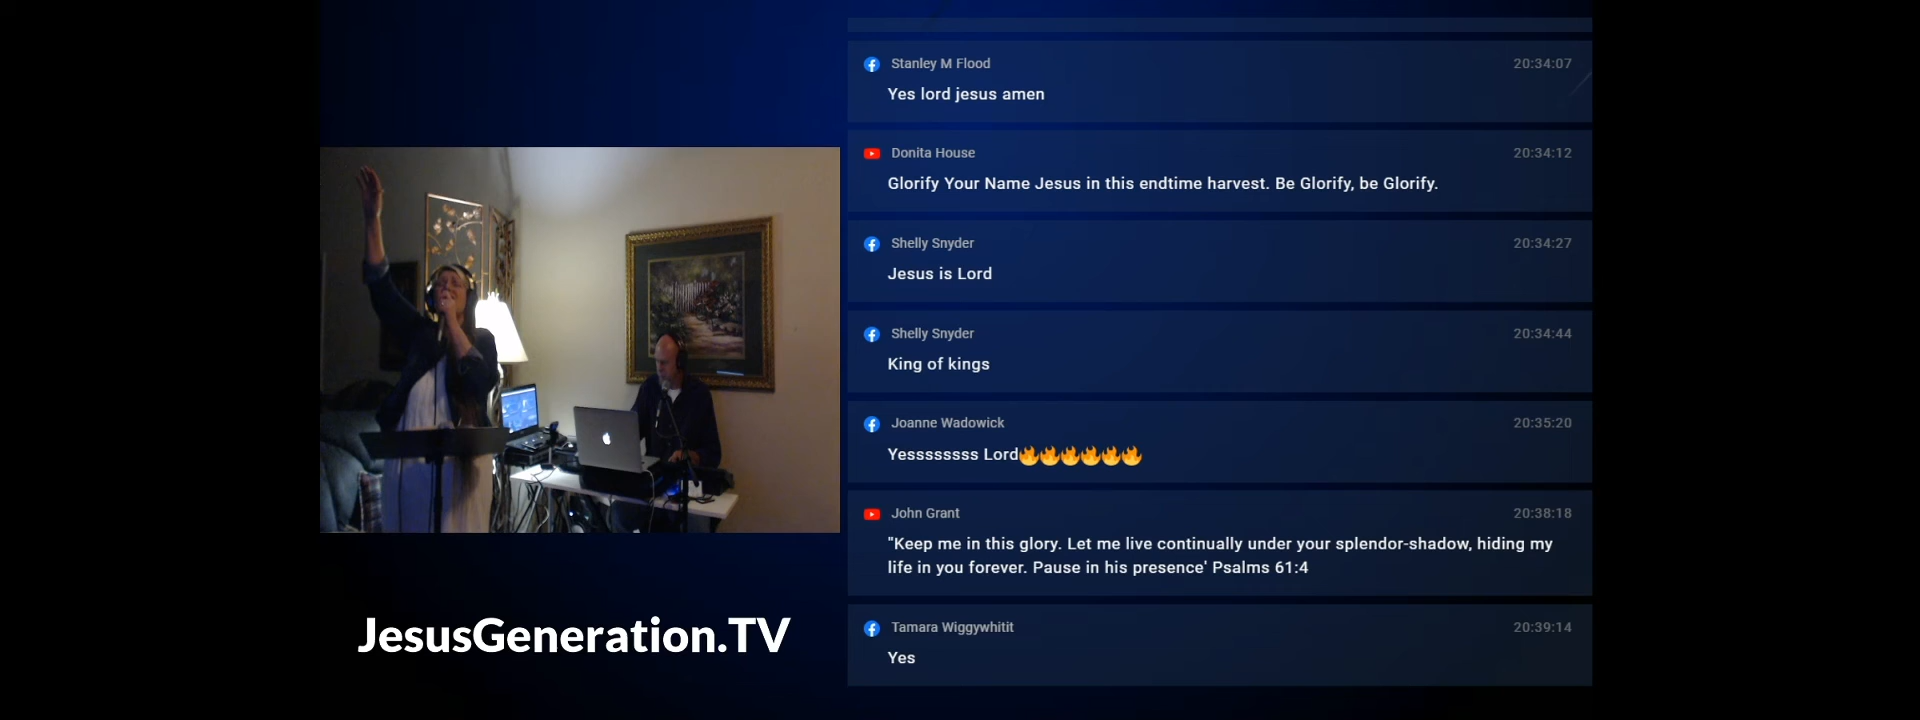 Stanley M Flood 20:34:07
Yes lord jesus amen
Donita House 20:34:12
Glorify Your Name Jesus in this endtime harvest. Be Glorify, be Glorify.
Shelly Snyder 20:34:27
Jesus is Lord
Shelly Snyder 20:34:44
King of kings
Joanne Wadowick 20:35:20
Yessssssss Lord🔥🔥🔥🔥🔥🔥
John Grant 20:38:18
"Keep me in this glory. Let me live continually under your splendor-shadow, hiding my
life in you forever. Pause in his presence' Psalms 61:4
Tamara Wiggywhitit 20:39:14
Yes
JesusGeneration.TV